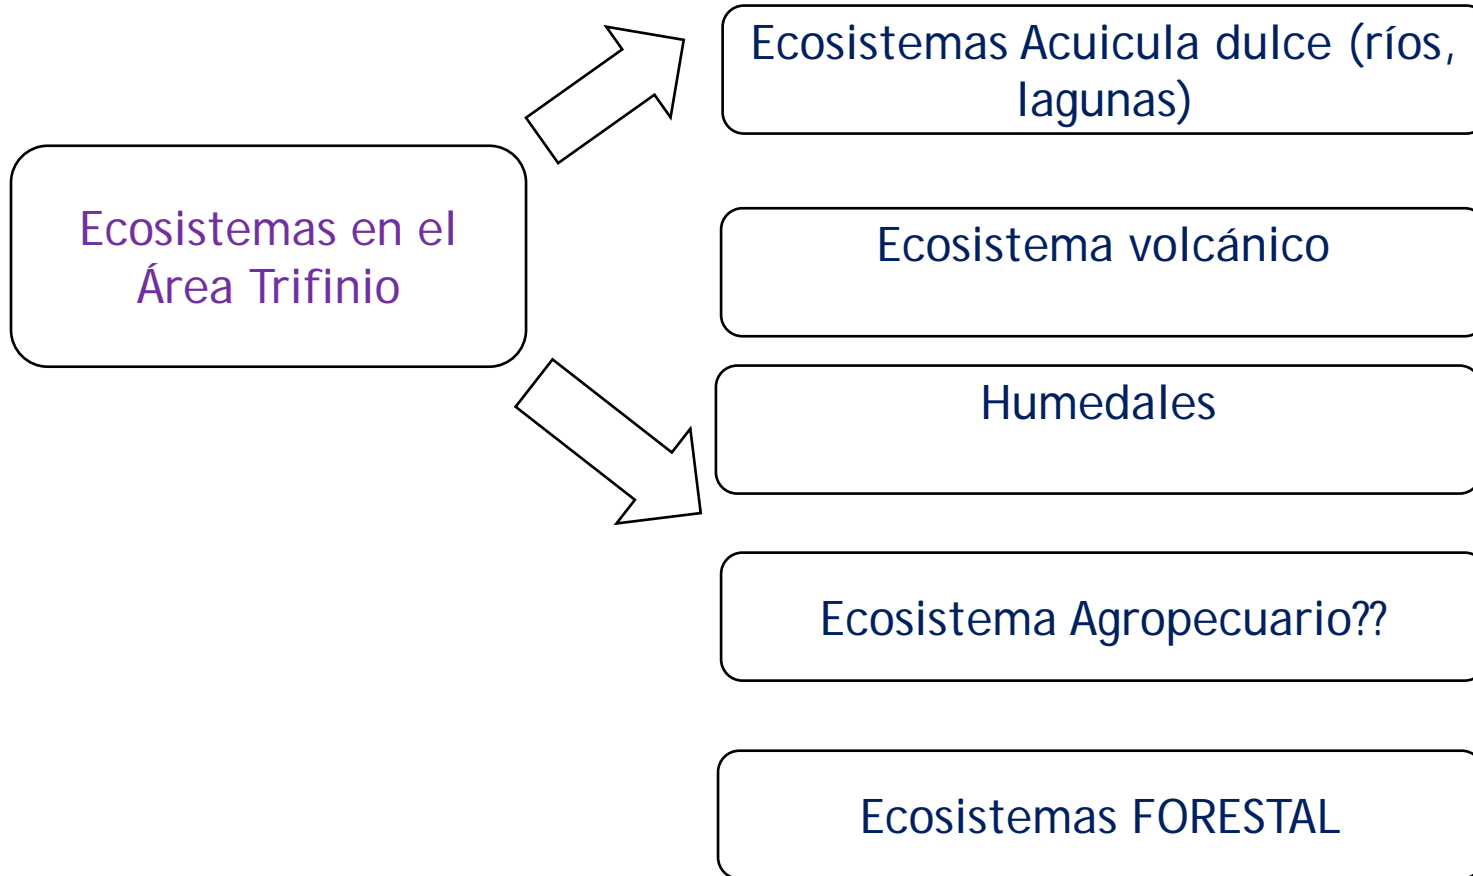 Ecosistemas en el
Área Trifinio
Ecosistemas Acuicula dulce (ríos,
lagunas)
Ecosistema volcánico
Humedales
Ecosistema Agropecuario??
Ecosistemas FORESTAL